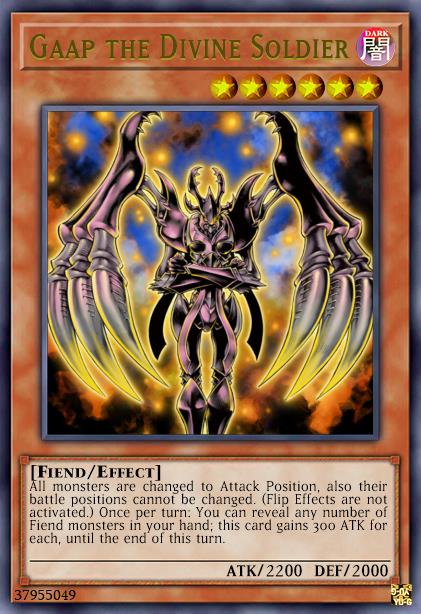 GAAP THE DIVINE SOLDIER
DARK
闇
[FIEND/EFFECT]
All monsters are changed to Attack Position, also their
battle positions cannot be changed. (Flip Effects are not
activated.) Once per turn: You can reveal any number of
Fiend monsters in your hand; this card gains 300 ATK for
each, until the end of this turn.
ATK/2200 DEF/2000
37955049